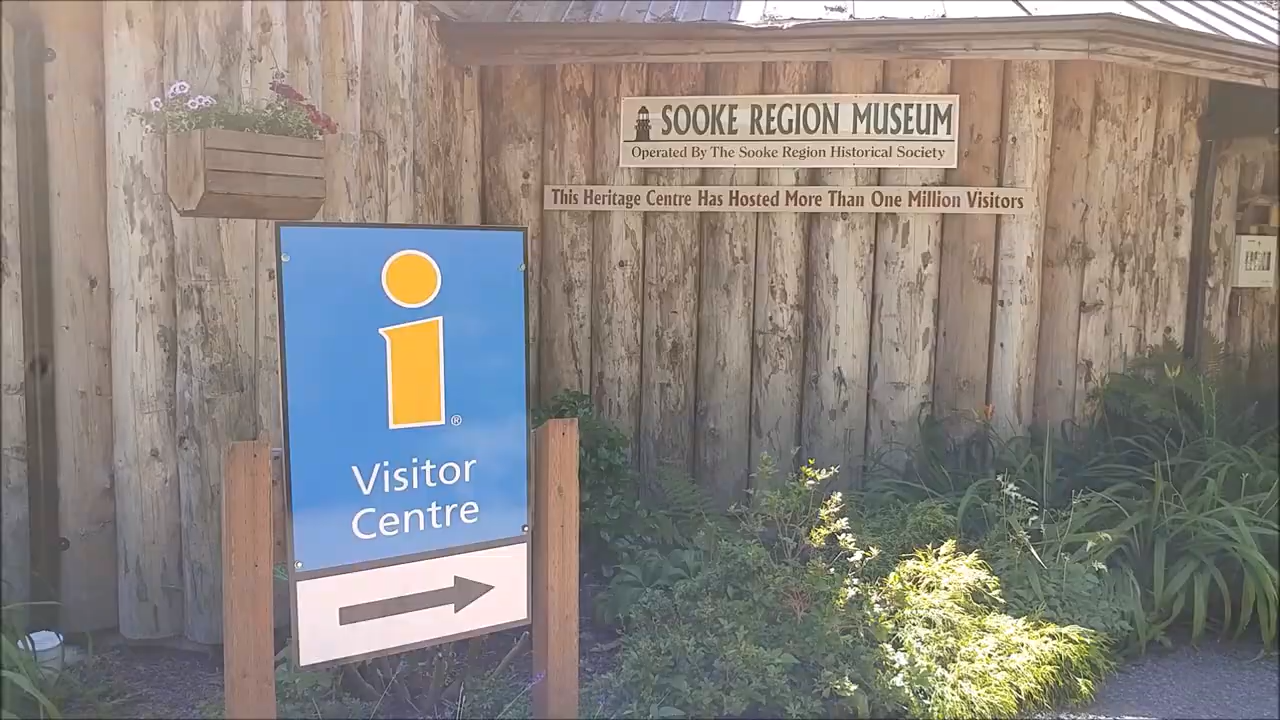 SOOKE REGION MUSEUM
Operated By The Sooke Region Historical Society
This Heritage Centre Has Hosted More Than One Million Visitors
i®
Visitor
Centre